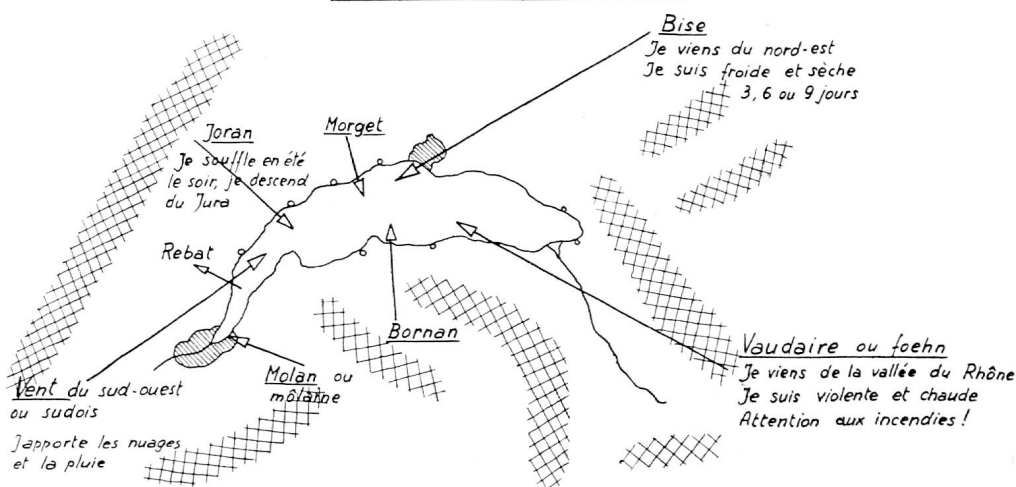 Bise
Je viens du nord-est
Je suis froide et sèche
3, 6 ou 9 jours
Morget
Joran
Je souffle en été
le soir, je descend
du Jura
Rebat
Bornan
Vaudaire ou foehn
Je viens de la vallée du Rhône
Je suis violente et chaude
Attention aux incendies !
Molan ou
môlarne
Vent du sud-ouest
ou sudois
J'apporte les nuages
et la pluie